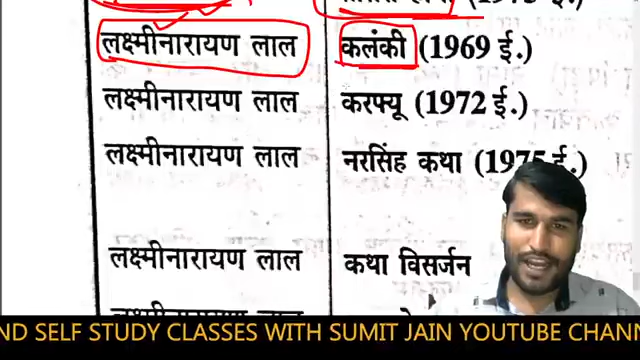 लक्ष्मीनारायण लाल कलंकी (1969 ई.)
लक्ष्मीनारायण लाल करफ्यू (1972 ई.)
लक्ष्मीनारायण लाल नरसिंह कथा (1975 ई.)
लक्ष्मीनारायण लाल कथा विसर्जन
ND SELF STUDY CLASSES WITH SUMIT JAIN YOUTUBE CHANN